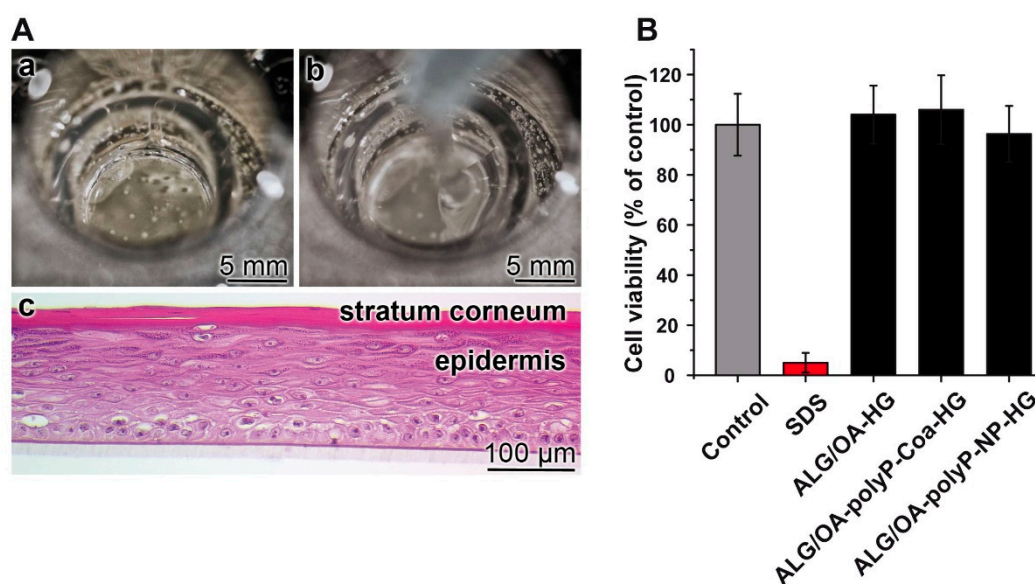 A
a
5 mm
b
5 mm
c
stratum corneum
epidermis
100 µm
B
Cell viability (% of control)
120
100
80
60
40
20
0
Control
SDS
ALG/OA-HG
ALG/OA-polyP-Coa-HG
ALG/OA-polyP-NP-HG